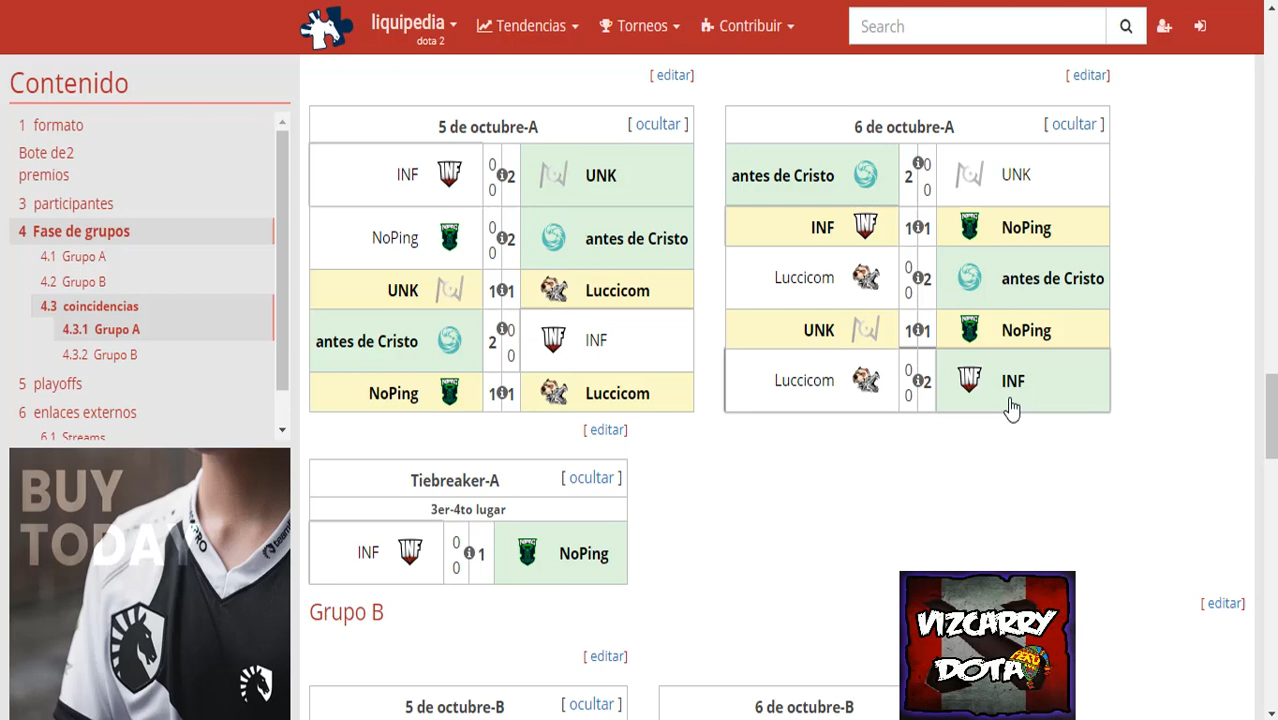 liquipedia
dota 2
Tendencias
Torneos
Contribuir
Search
Contenido
1 formato
Bote de2
premios
3 participantes
4 Fase de grupos
4.1 Grupo A
4.2 Grupo B
4.3 coincidencias
4.3.1 Grupo A
4.3.2 Grupo B
5 playoffs
6 enlaces externos
6.1 Streams
BUY
TODAY
[ editar]
5 de octubre-A [ ocultar ]
INF 0 0 2 UNK
NoPing 0 0 2 antes de Cristo
UNK 1 1 Luccicom
antes de Cristo 2 0 0 INF
NoPing 1 1 Luccicom
[ editar]
6 de octubre-A [ ocultar ]
antes de Cristo 2 0 0 UNK
INF 1 1 NoPing
Luccicom 0 0 2 antes de Cristo
UNK 1 1 NoPing
Luccicom 0 0 2 INF
[ editar]
Tiebreaker-A [ ocultar ]
3er-4to lugar
INF 0 0 1 NoPing
Grupo B [ editar]
[ editar]
5 de octubre-B [ ocultar ]
6 de octubre-B
VIZCARRY
DOTA
PERU